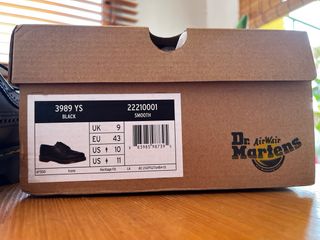 3989 YS
BLACK
22210001
SMOOTH
UK 9
EU 43
US 10
US 11
Dr. AirWair
Martens